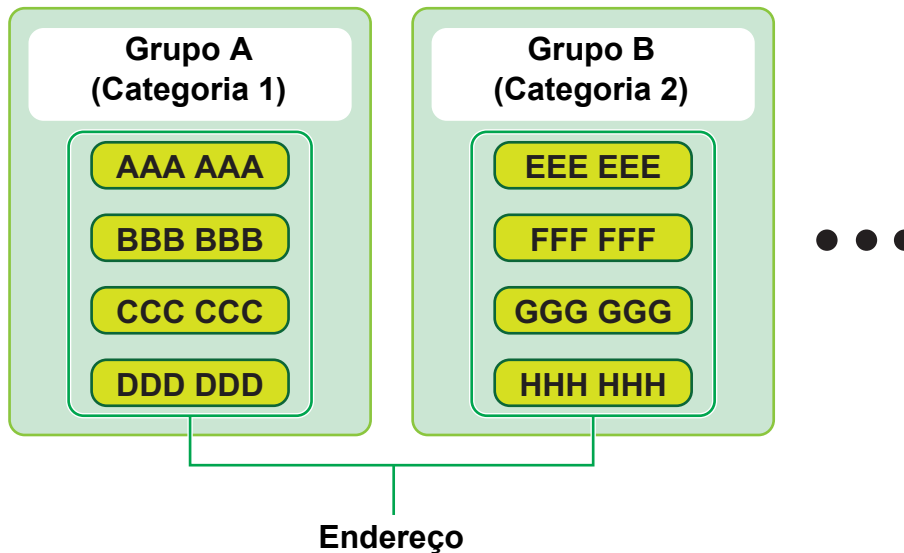 Grupo A
(Categoria 1)
AAA AAA
BBB BBB
CCC CCC
DDD DDD
Grupo B
(Categoria 2)
EEE EEE
FFF FFF
GGG GGG
HHH HHH
Endereço